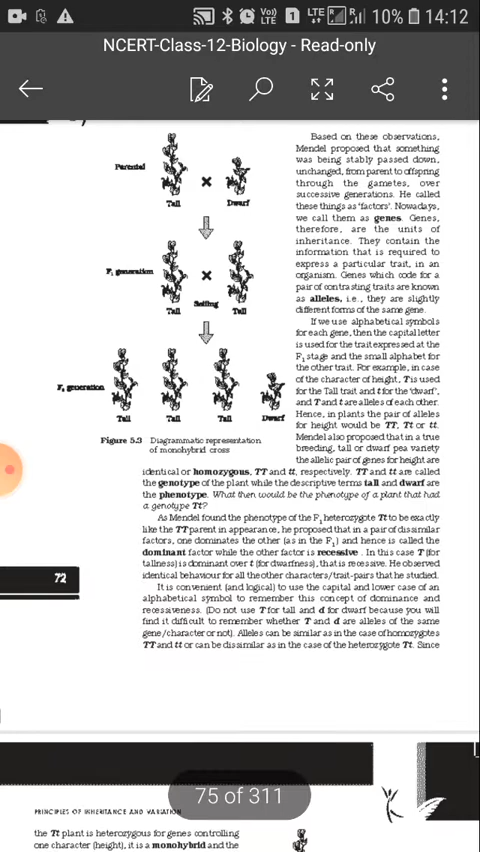 10% 14:12
NCERT-Class-12-Biology - Read-only
Parental
Tall
Dwarf
F₁ generation
Selfing
Tall
Tall
generation
Tall
Tall
Tall
Dwarf
Figure 5.3 Diagrammatic representation
of monohybrid cross
Based on these observations,
Mendel proposed that something
was being stably passed down,
unchanged, from parent to offspring
through the gametes, over
successive generations. He called
these things as ‘factors’. Nowadays,
we call them as genes. Genes,
therefore, are the units of
inheritance. They contain the
information that is required to
express a particular trait, in an
organism. Genes which code for a
pair of contrasting traits are known
as alleles, i.e., they are slightly
different forms of the same gene.
If we use alphabetical symbols
for each gene, then the capital letter
is used for the trait expressed at the
F₁ stage and the small alphabet for
the other trait. For example, in case
of the character of height, T is used
for the Tall trait and t for the ‘dwarf’,
and T and t are alleles of each other.
Hence, in plants the pair of alleles
for height would be TT, Tt or tt.
Mendel also proposed that in a true
breeding, tall or dwarf pea variety
the allelic pair of genes for height are
identical or homozygous, TT and tt, respectively. TT and tt are called
the genotype of the plant while the descriptive terms tall and dwarf are
the phenotype. What then would be the phenotype of a plant that had
a genotype Tt?
As Mendel found the phenotype of the F₁ heterozygote Tt to be exactly
like the TT parent in appearance, he proposed that in a pair of dissimilar
factors, one dominates the other (as in the F₁) and hence is called the
dominant factor while the other factor is recessive . In this case T (for
tallness) is dominant over t (for dwarfness), that is recessive. He observed
identical behaviour for all the other characters/trait-pairs that he studied.
It is convenient (and logical) to use the capital and lower case of an
alphabetical symbol to remember this concept of dominance and
recessiveness. (Do not use T for tall and d for dwarf because you will
find it difficult to remember whether T and d are alleles of the same
gene/character or not). Alleles can be similar as in the case of homozygotes
TT and tt or can be dissimilar as in the case of the heterozygote Tt. Since
72
75 of 311
PRINCIPLES OF INHERITANCE AND VARIATION
the Tt plant is heterozygous for genes controlling
one character (height), it is a monohybrid and the